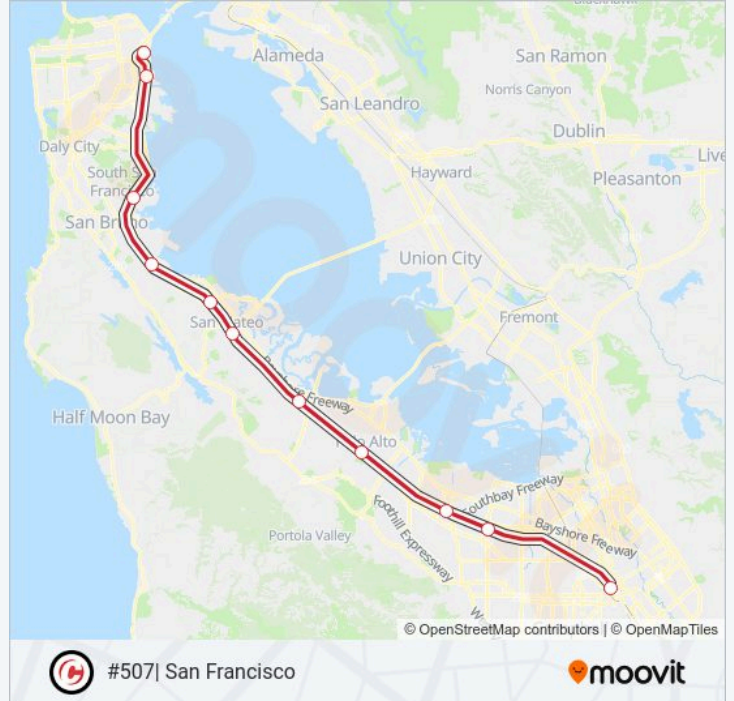 Alameda
San Ramon
Norris Canyon
San Leandro
Dublin
Daly City
Live
South S
Francisco
Hayward
Pleasanton
San Bruno
Union City
Fremont
San Mateo
Bayshore Freeway
Half Moon Bay
Palo Alto
Southbay Freeway
Foothill Expressway
Portola Valley
Bayshore Freeway
W
© OpenStreetMap contributors | © OpenMapTiles
#507| San Francisco
moovit